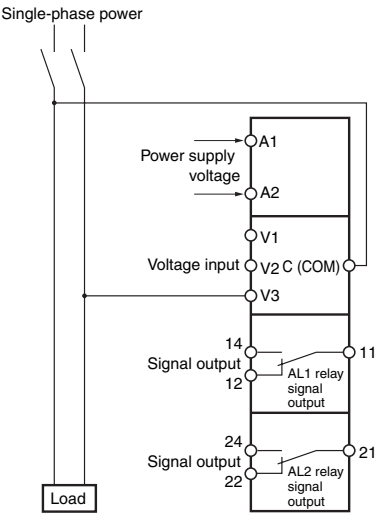 Single-phase power
A1
Power supply
voltage
A2
V1
Voltage input V2 C (COM)
V3
14
11
Signal output
12
AL1 relay
signal
output
24
21
Signal output
22
AL2 relay
signal
output
Load